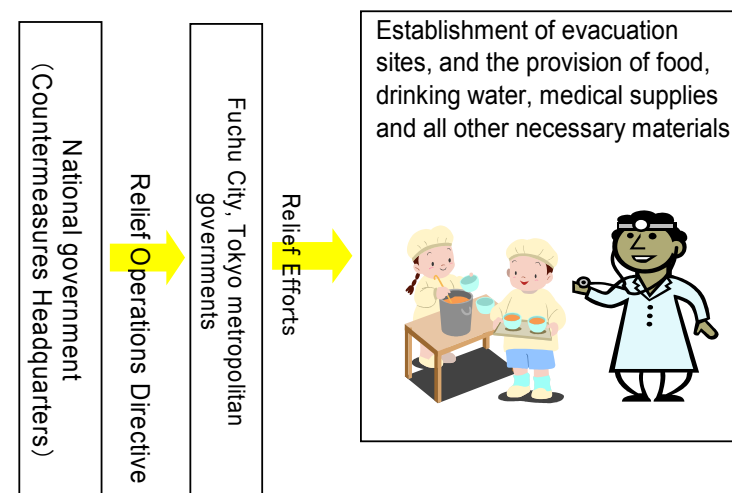 National government
（Countermeasures Headquarters）
Relief Operations Directive
Fuchu City, Tokyo metropolitan
governments
Relief Efforts
Establishment of evacuation
sites, and the provision of food,
drinking water, medical supplies
and all other necessary materials